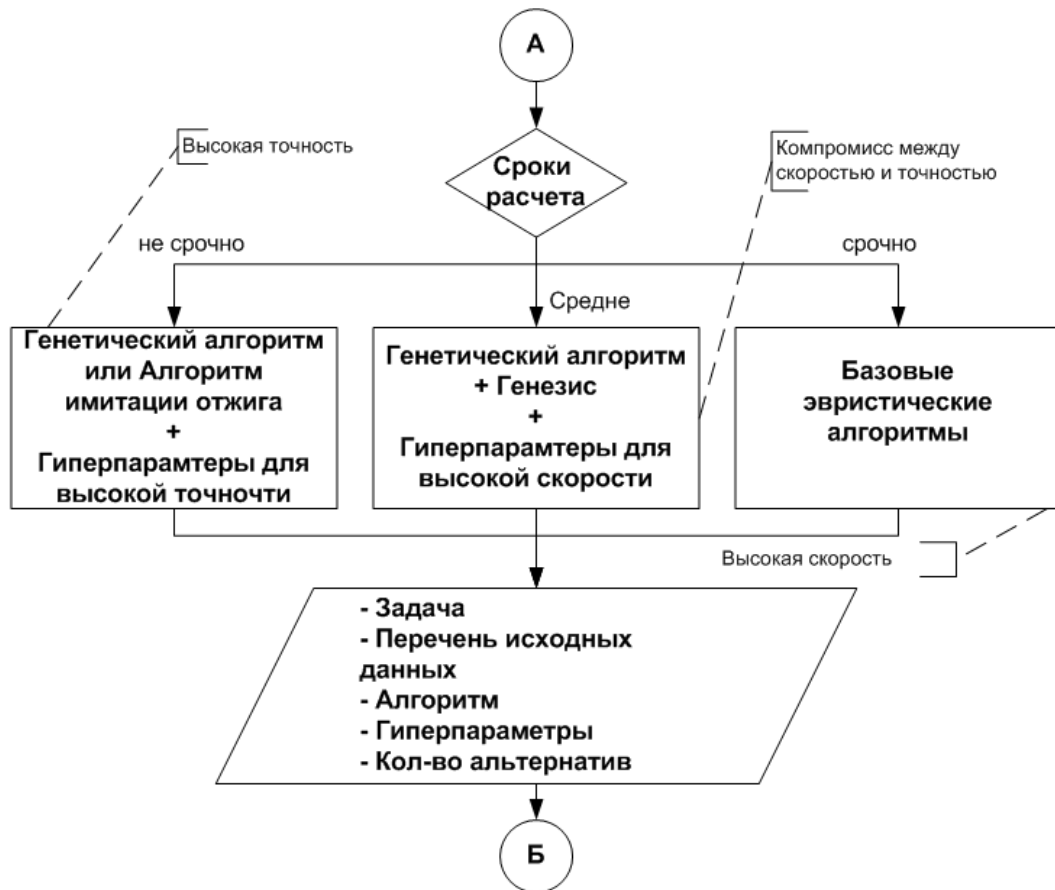 А
Высокая точность
Сроки
расчета
Компромисс между
скоростью и точностью
не срочно
срочно
Средне
Генетический алгоритм
или Алгоритм
имитации отжига
+
Гиперпарамтеры для
высокой точночти
Генетический алгоритм
+ Генезис
+
Гиперпарамтеры для
высокой скорости
Базовые
эвристические
алгоритмы
Высокая скорость
- Задача
- Перечень исходных
данных
- Алгоритм
- Гиперпараметры
- Кол-во альтернатив
Б